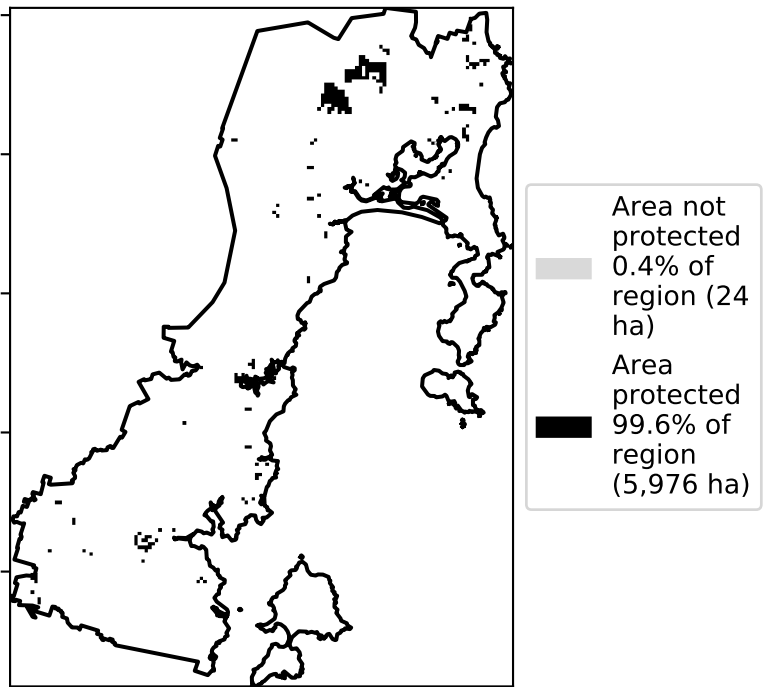 Area not
protected
0.4% of
region (24
ha)
Area
protected
99.6% of
region
(5,976 ha)